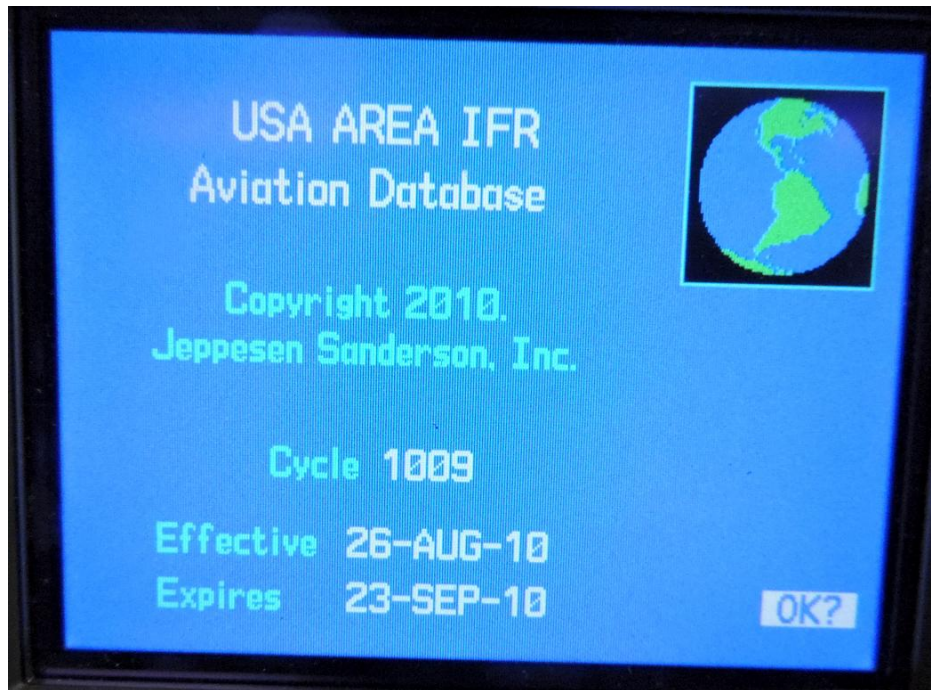 USA AREA IFR
Aviation Database
Copyright 2010.
Jeppesen Sanderson, Inc.
Cycle 1009
Effective 26-AUG-10
Expires 23-SEP-10
OK?